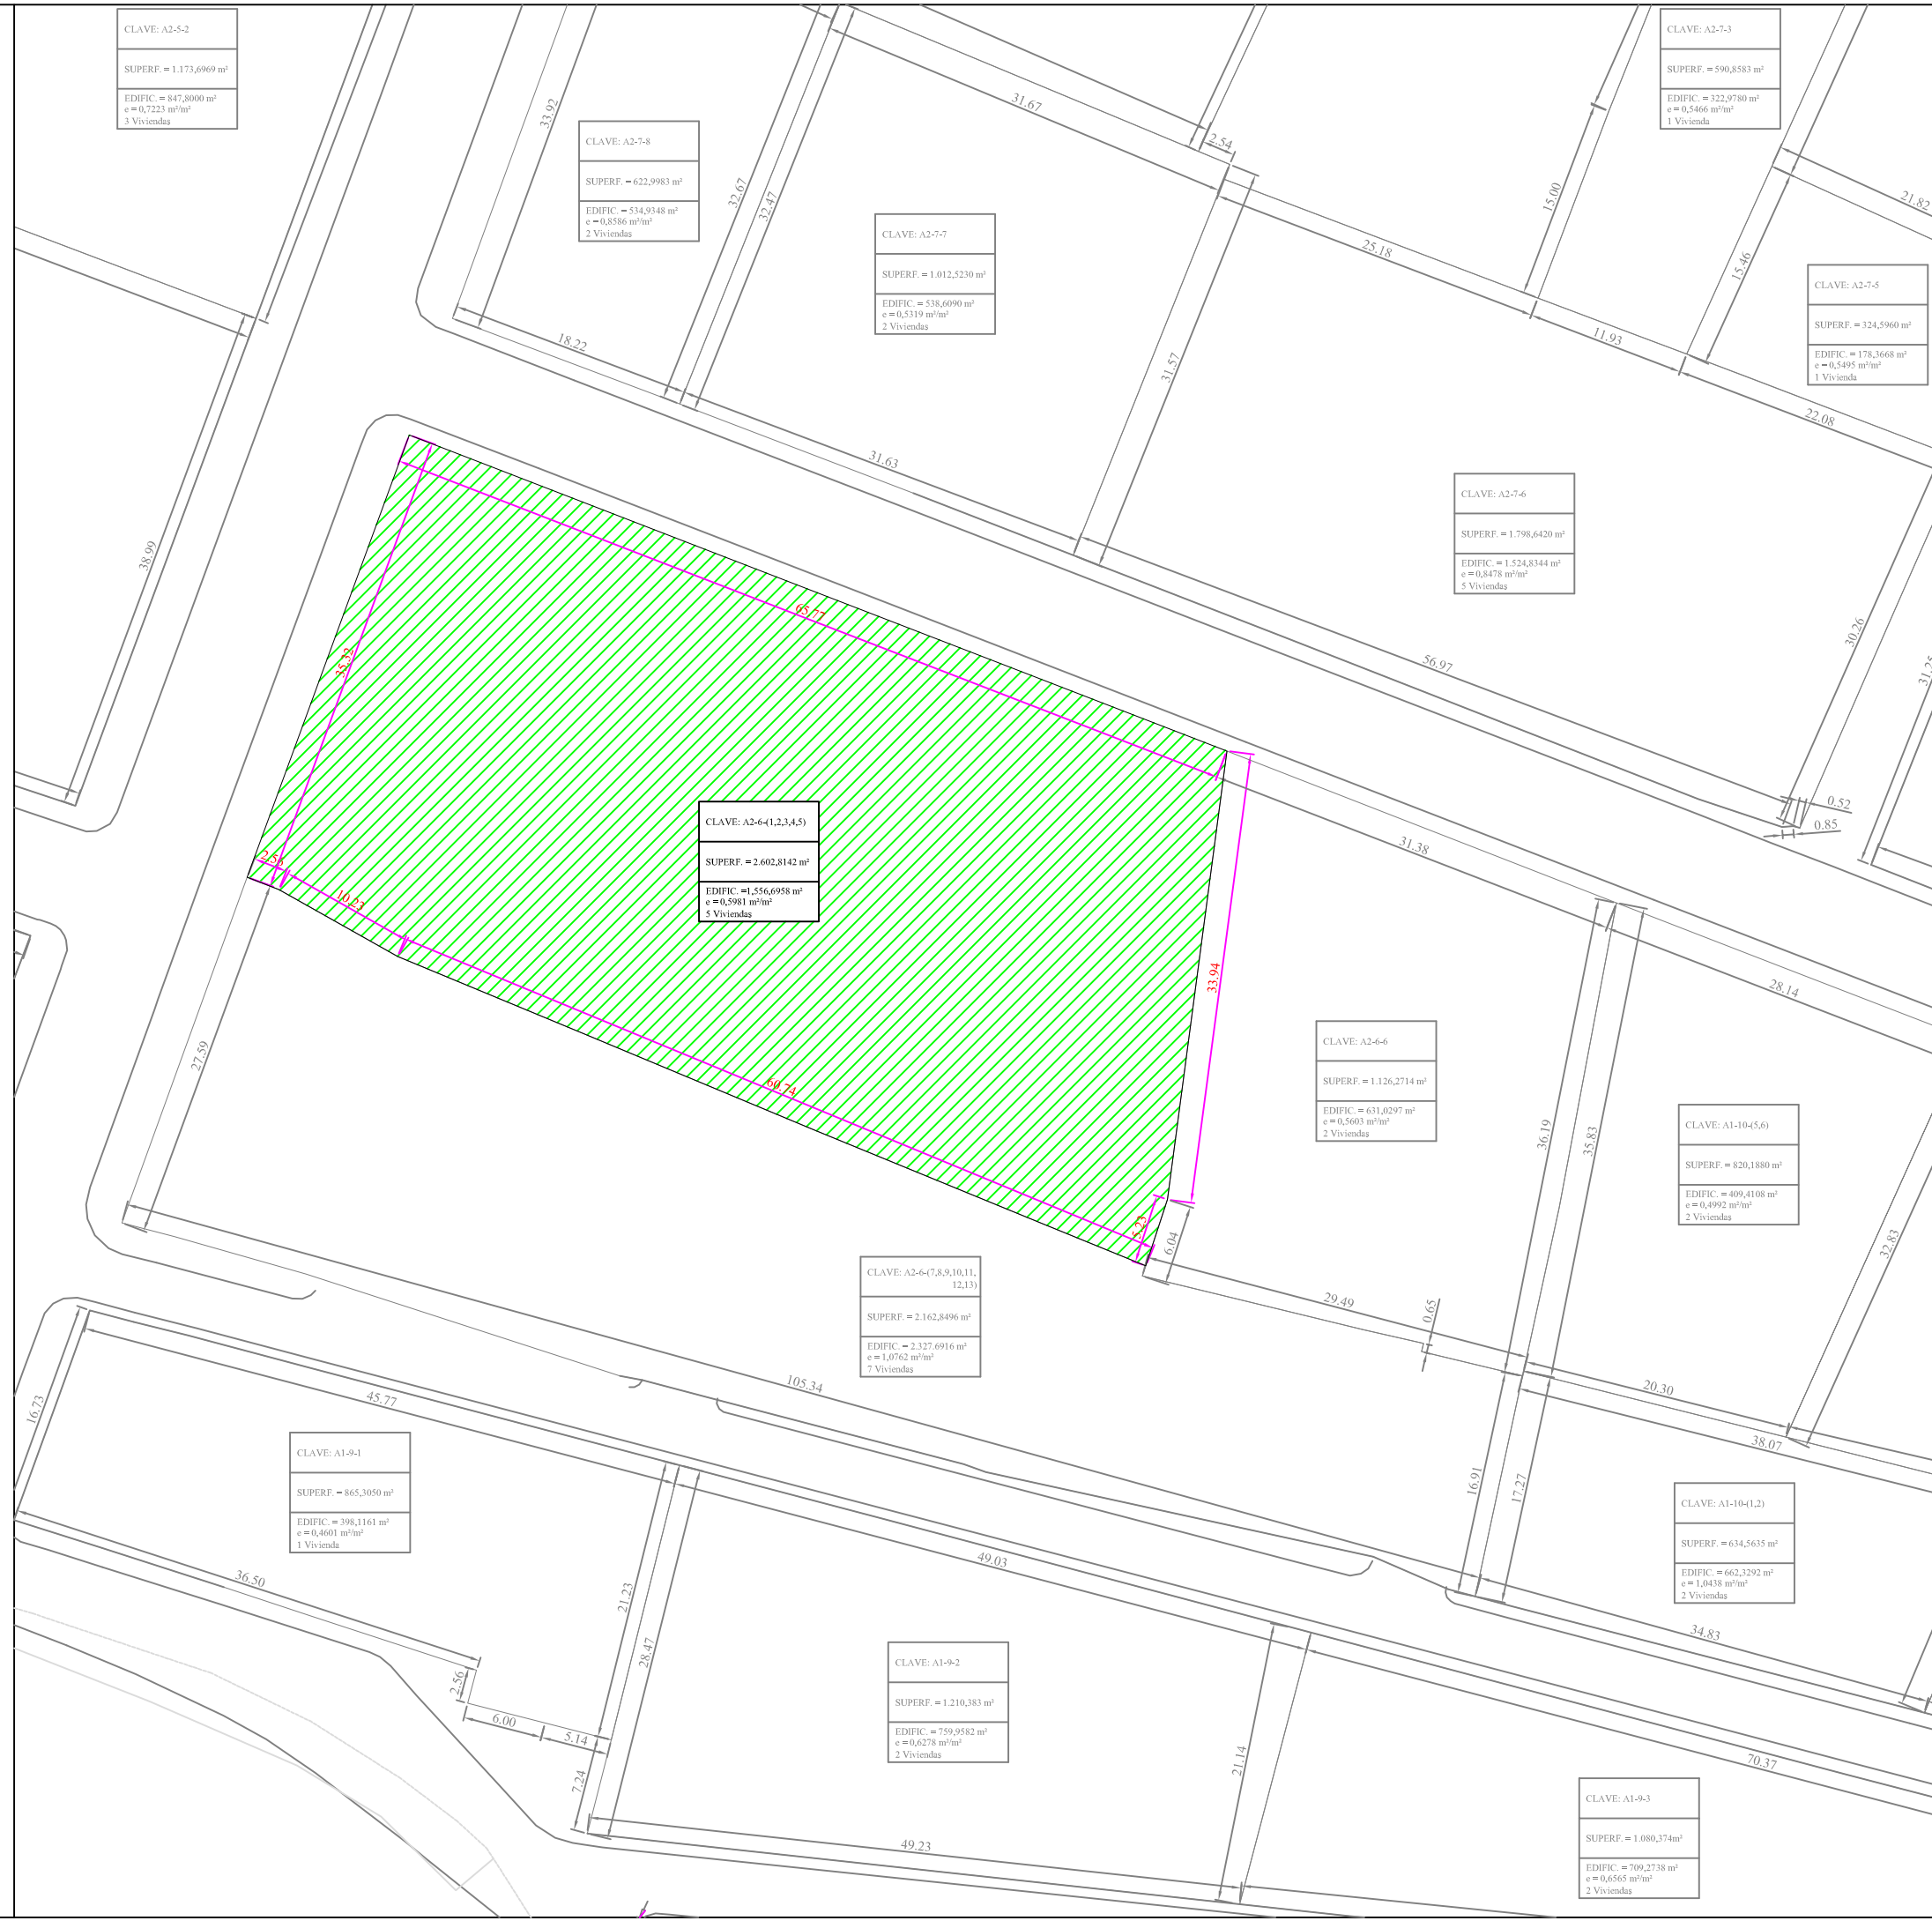 CLAVE: A2-5-2
SUPERF. = 1.173,6969 m²
EDIFIC. = 847,8000 m²
e = 0,7223 m²/m²
3 Viviendas
CLAVE: A2-7-3
SUPERF. = 590,8583 m²
EDIFIC. = 322,9780 m²
e = 0,5466 m²/m²
1 Vivienda
33.92
31.67
2.54
CLAVE: A2-7-8
SUPERF. = 622,9983 m²
EDIFIC. = 534,9348 m²
e = 0,8586 m²/m²
2 Viviendas
32.67
32.47
15.00
21.82
CLAVE: A2-7-7
SUPERF. = 1.012,5230 m²
EDIFIC. = 538,6090 m²
e = 0,5319 m²/m²
2 Viviendas
25.18
15.46
CLAVE: A2-7-5
SUPERF. = 324,5960 m²
EDIFIC. = 178,3668 m²
e = 0,5495 m²/m²
1 Vivienda
18.22
31.57
11.93
22.08
31.63
CLAVE: A2-7-6
SUPERF. = 1.798,6420 m²
EDIFIC. = 1.524,8344 m²
e = 0,8478 m²/m²
5 Viviendas
38.99
65.77
35.32
56.97
30.26
31.25
0.52
0.85
CLAVE: A2-6-(1,2,3,4,5)
SUPERF. = 2.602,8142 m²
EDIFIC. =1,556,6958 m²
e = 0,5981 m²/m²
5 Viviendas
31.38
2.56
10.23
33.94
28.14
27.59
60.74
CLAVE: A2-6-6
SUPERF. = 1.126,2714 m²
EDIFIC. = 631,0297 m²
e = 0,5603 m²/m²
2 Viviendas
36.19
35.83
CLAVE: A1-10-(5,6)
SUPERF. = 820,1880 m²
EDIFIC. = 409,4108 m²
e = 0,4992 m²/m²
2 Viviendas
5.23
6.04
32.83
CLAVE: A2-6-(7,8,9,10,11,
12,13)
SUPERF. = 2.162,8496 m²
EDIFIC. = 2.327.6916 m²
e = 1,0762 m²/m²
7 Viviendas
29.49
0.65
105.34
20.30
16.73
45.77
38.07
CLAVE: A1-9-1
SUPERF. = 865,3050 m²
EDIFIC. = 398,1161 m²
e = 0,4601 m²/m²
1 Vivienda
16.91
17.27
CLAVE: A1-10-(1,2)
SUPERF. = 634,5635 m²
EDIFIC. = 662,3292 m²
e = 1,0438 m²/m²
2 Viviendas
49.03
36.50
21.23
28.47
34.83
CLAVE: A1-9-2
SUPERF. = 1.210,383 m²
EDIFIC. = 759,9582 m²
e = 0,6278 m²/m²
2 Viviendas
2.56
6.00
5.14
7.24
21.14
70.37
CLAVE: A1-9-3
SUPERF. = 1.080,374m²
EDIFIC. = 709,2738 m²
e = 0,6565 m²/m²
2 Viviendas
49.23